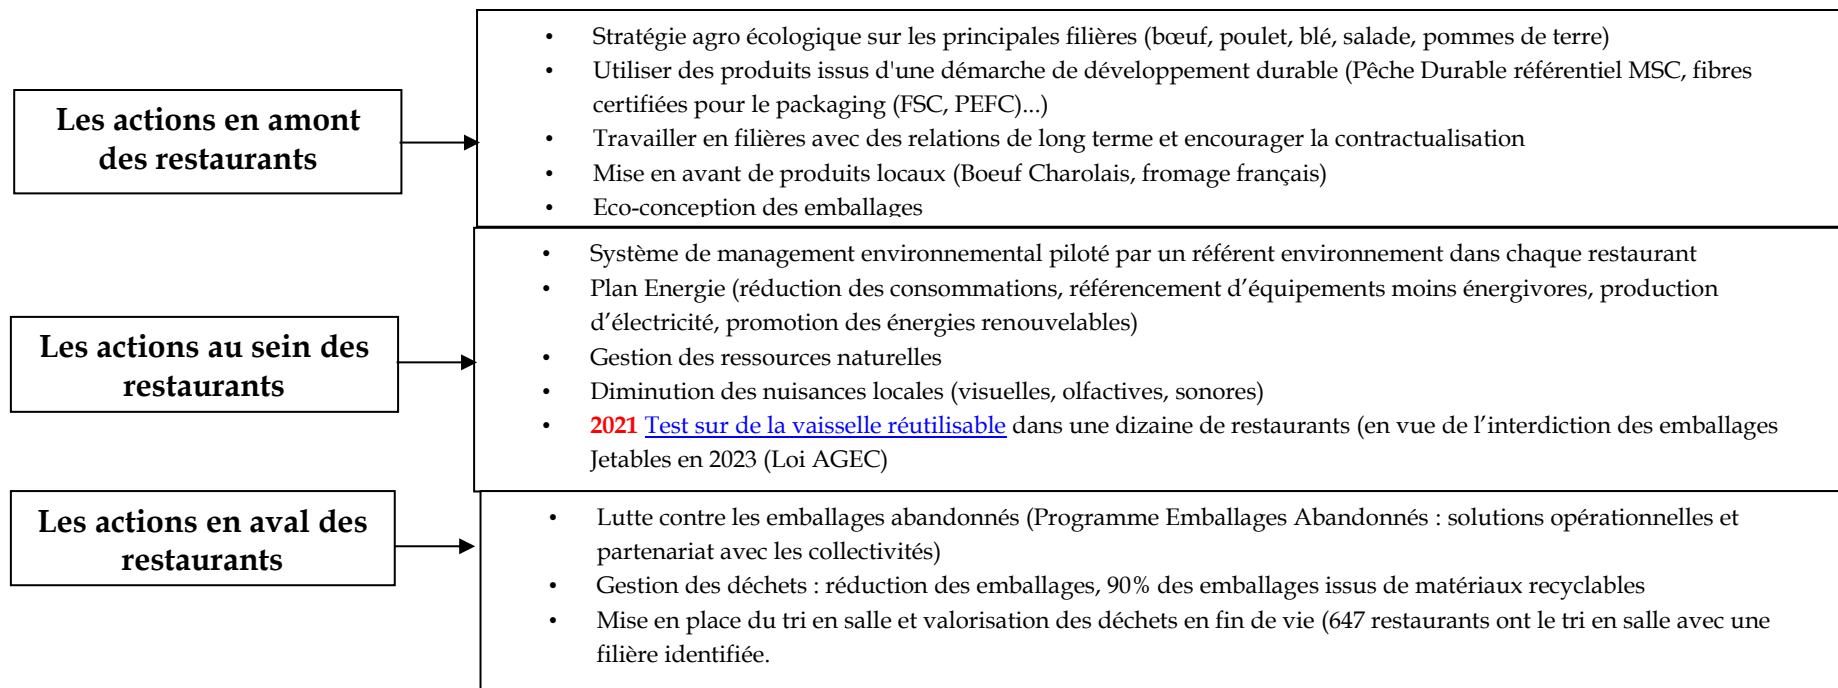 Les actions en amont
des restaurants
• Stratégie agro écologique sur les principales filières (bœuf, poulet, blé, salade, pommes de terre)
• Utiliser des produits issus d'une démarche de développement durable (Pêche Durable référentiel MSC, fibres
certifiées pour le packaging (FSC, PEFC)...)
• Travailler en filières avec des relations de long terme et encourager la contractualisation
• Mise en avant de produits locaux (Boeuf Charolais, fromage français)
• Eco-conception des emballages
Les actions au sein des
restaurants
• Système de management environnemental piloté par un référent environnement dans chaque restaurant
• Plan Energie (réduction des consommations, référencement d’équipements moins énergivores, production
d’électricité, promotion des énergies renouvelables)
• Gestion des ressources naturelles
• Diminution des nuisances locales (visuelles, olfactives, sonores)
• 2021 Test sur de la vaisselle réutilisable dans une dizaine de restaurants (en vue de l’interdiction des emballages
Jetables en 2023 (Loi AGEC)
Les actions en aval des
restaurants
• Lutte contre les emballages abandonnés (Programme Emballages Abandonnés : solutions opérationnelles et
partenariat avec les collectivités)
• Gestion des déchets : réduction des emballages, 90% des emballages issus de matériaux recyclables
• Mise en place du tri en salle et valorisation des déchets en fin de vie (647 restaurants ont le tri en salle avec une
filière identifiée.